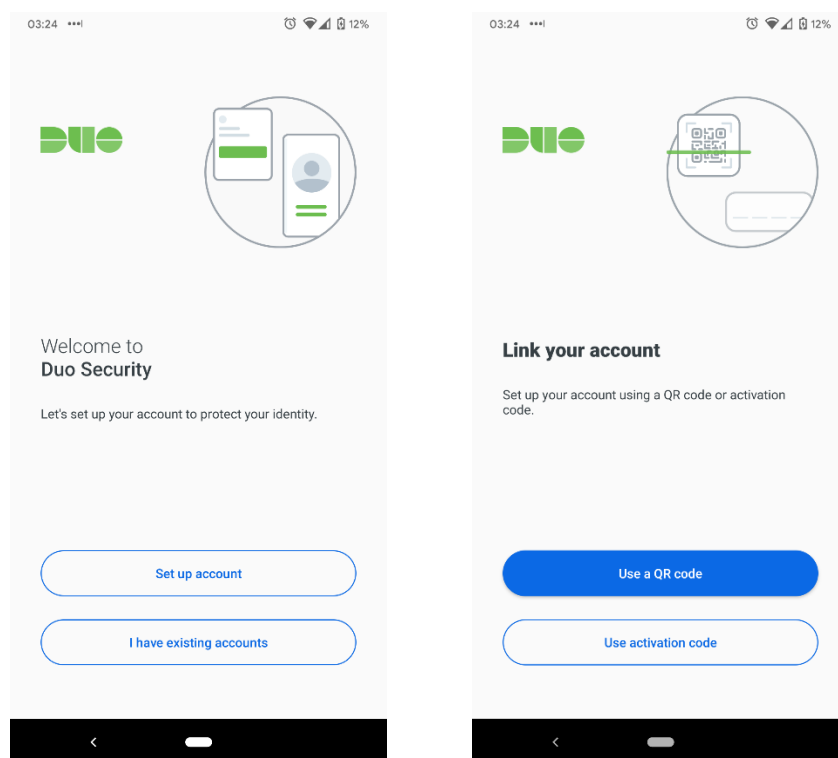 03:24
12%
DUO
Welcome to
Duo Security
Let's set up your account to protect your identity.
Set up account
I have existing accounts
03:24
12%
DUO
Link your account
Set up your account using a QR code or activation
code.
Use a QR code
Use activation code